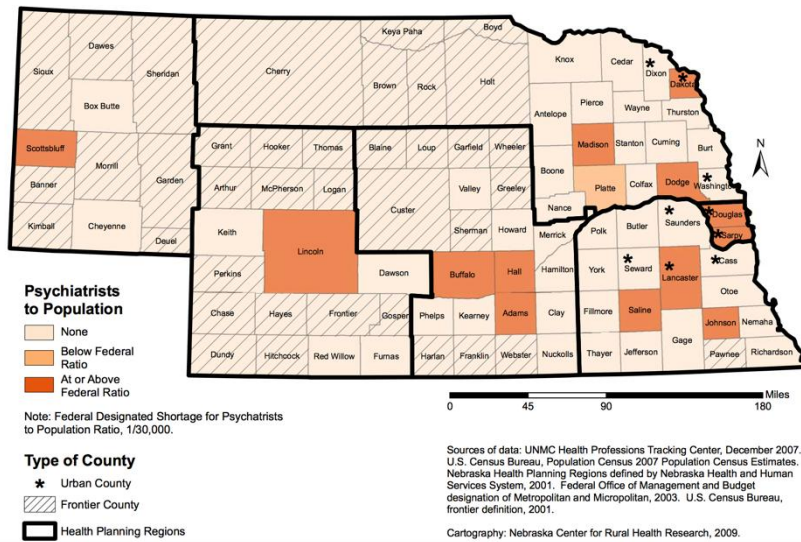 Keya Paha
Boyd
Dawes
Sioux
Sheridan
Cherry
Knox
Cedar
Dixon
Dakota
Brown
Rock
Holt
Box Butte
Antelope
Pierce
Wayne
Thurston
Scottsbluff
Morrill
Garden
Banner
Grant
Hooker
Thomas
Blaine
Loup
Garfield
Wheeler
Madison
Stanton
Cuming
Burt
Boone
Arthur
McPherson
Logan
Valley
Greeley
Custer
Platte
Colfax
Dodge
Washington
Nance
Kimball
Cheyenne
Deuel
Keith
Lincoln
Sherman
Howard
Merrick
Polk
Butler
Saunders
Douglas
Sarpy
Perkins
Dawson
Buffalo
Hall
Hamilton
York
Seward
Lancaster
Cass
Otoe
Chase
Hayes
Frontier
Gosper
Phelps
Kearney
Adams
Clay
Fillmore
Saline
Johnson
Nemaha
Gage
Dundy
Hitchcock
Red Willow
Furnas
Harlan
Franklin
Webster
Nuckolls
Thayer
Jefferson
Pawnee
Richardson
N
Psychiatrists
to Population
None
Below Federal
Ratio
At or Above
Federal Ratio
Note: Federal Designated Shortage for Psychatrists
to Population Ratio, 1/30,000.
Type of County
* Urban County
Frontier County
Health Planning Regions
Miles
0 45 90 180
Sources of data: UNMC Health Professions Tracking Center, December 2007.
U.S. Census Bureau, Population Census 2007 Population Census Estimates.
Nebraska Health Planning Regions defined by Nebraska Health and Human
Services System, 2001. Federal Office of Management and Budget
designation of Metropolitan and Micropolitan, 2003. U.S. Census Bureau,
frontier definition, 2001.
Cartography: Nebraska Center for Rural Health Research, 2009.